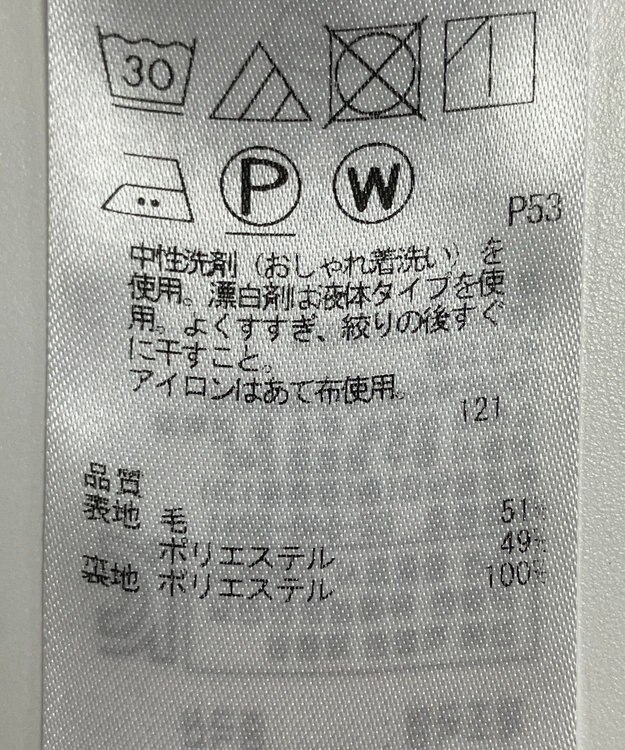 30
P W
P53
中性洗剤（おしゃれ着洗い）を
使用。漂白剤は液体タイプを使
用。よくすすぎ、絞りの後すぐ
に干すこと。
アイロンはあて布使用。
121
品質
表地 毛 51%
ポリエステル 49%
裏地 ポリエステル 100%